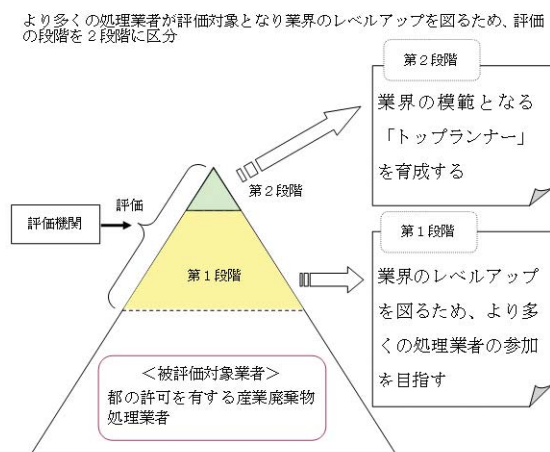 より多くの処理業者が評価対象となり業界のレベルアップを図るため、評価
の段階を２段階に区分
第２段階
業界の模範となる
「トップランナー」
を育成する
第２段階
評価
評価機関
第１段階
第１段階
業界のレベルアップ
を図るため、より多
くの処理業者の参加
を目指す
＜被評価対象業者＞
都の許可を有する産業廃棄物
処理業者